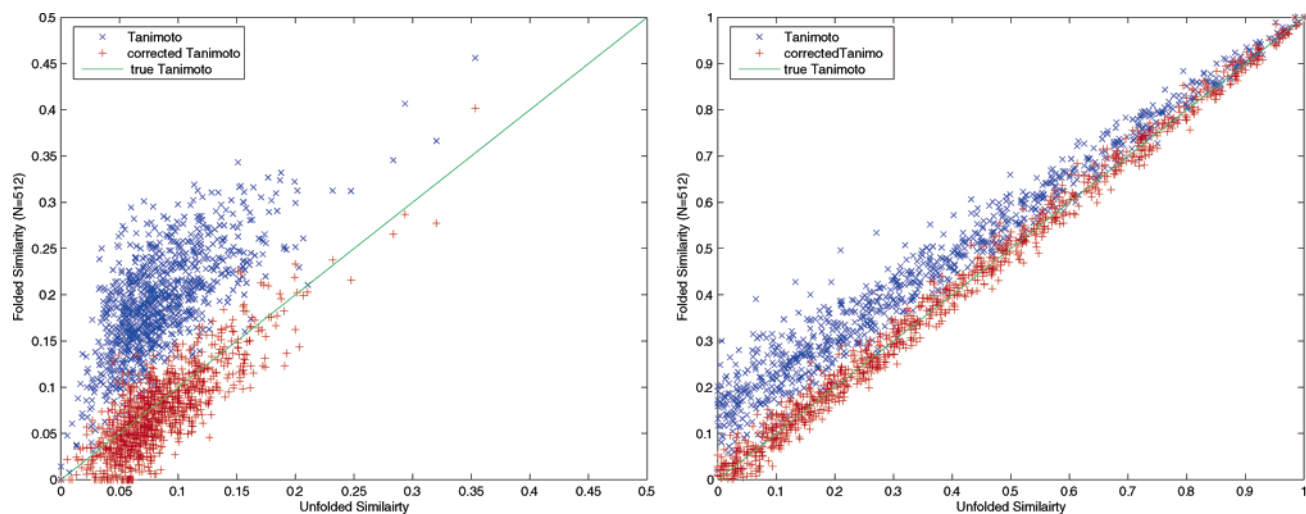 0.5
0.45
0.4
0.35
0.3
0.25
0.2
0.15
0.1
0.05
0
Folded Similarity (N=512)
Tanimoto
corrected Tanimoto
true Tanimoto
0 0.05 0.1 0.15 0.2 0.25 0.3 0.35 0.4 0.45 0.5
Unfolded Similairty
1
0.9
0.8
0.7
0.6
0.5
0.4
0.3
0.2
0.1
0
Folded Similarity (N=512)
Tanimoto
correctedTanimo
true Tanimoto
0.1 0.2 0.3 0.4 0.5 0.6 0.7 0.8 0.9 1
Unfolded Similairty